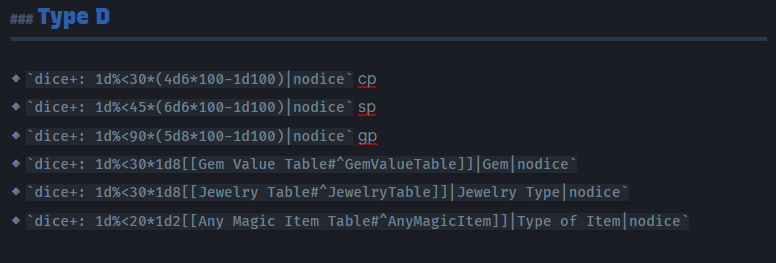 ### Type D
❖ `dice+: 1d%<30*(4d6*100-1d100)|nodice` cp
❖ `dice+: 1d%<45*(6d6*100-1d100)|nodice` sp
❖ `dice+: 1d%<90*(5d8*100-1d100)|nodice` gp
❖ `dice+: 1d%<30*1d8[[Gem Value Table#^GemValueTable]]|Gem|nodice`
❖ `dice+: 1d%<30*1d8[[Jewelry Table#^JewelryTable]]|Jewelry Type|nodice`
❖ `dice+: 1d%<20*1d2[[Any Magic Item Table#^AnyMagicItem]]|Type of Item|nodice`